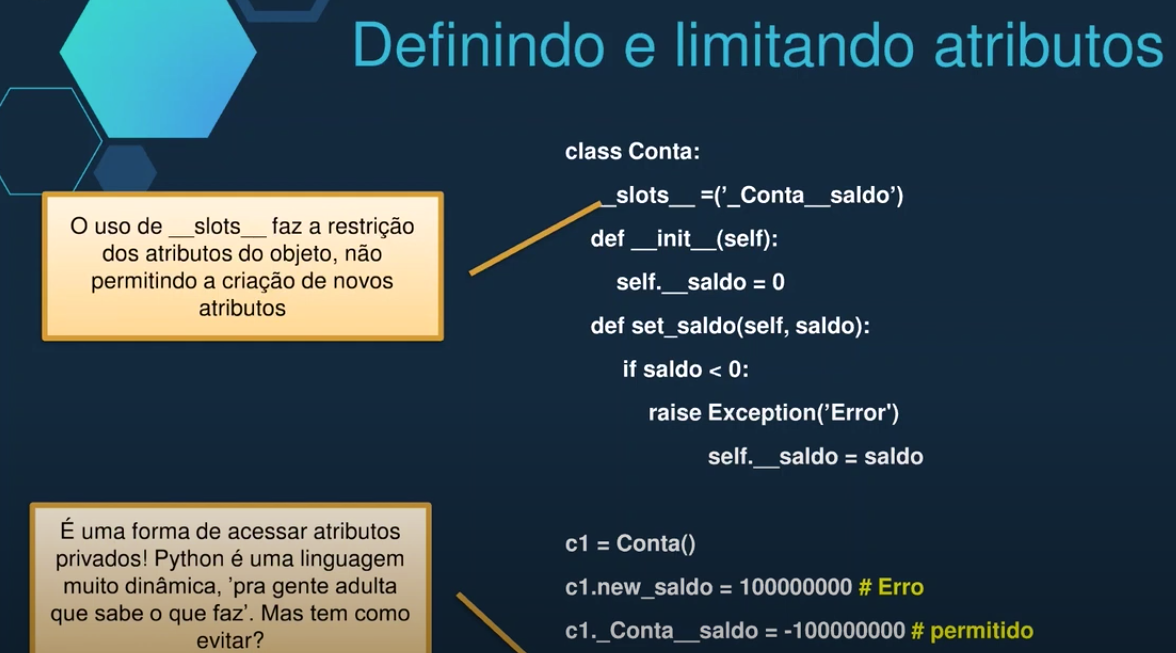 Definindo e limitando atributos
class Conta:
__slots__ =(’_Conta__saldo’)
def __init__(self):
self.__saldo = 0
def set_saldo(self, saldo):
if saldo < 0:
raise Exception(’Error')
self.__saldo = saldo
O uso de __slots__ faz a restrição
dos atributos do objeto, não
permitindo a criação de novos
atributos
É uma forma de acessar atributos
privados! Python é uma linguagem
muito dinâmica, ’pra gente adulta
que sabe o que faz’. Mas tem como
evitar?
c1 = Conta()
c1.new_saldo = 100000000 # Erro
c1._Conta__saldo = -100000000 # permitido